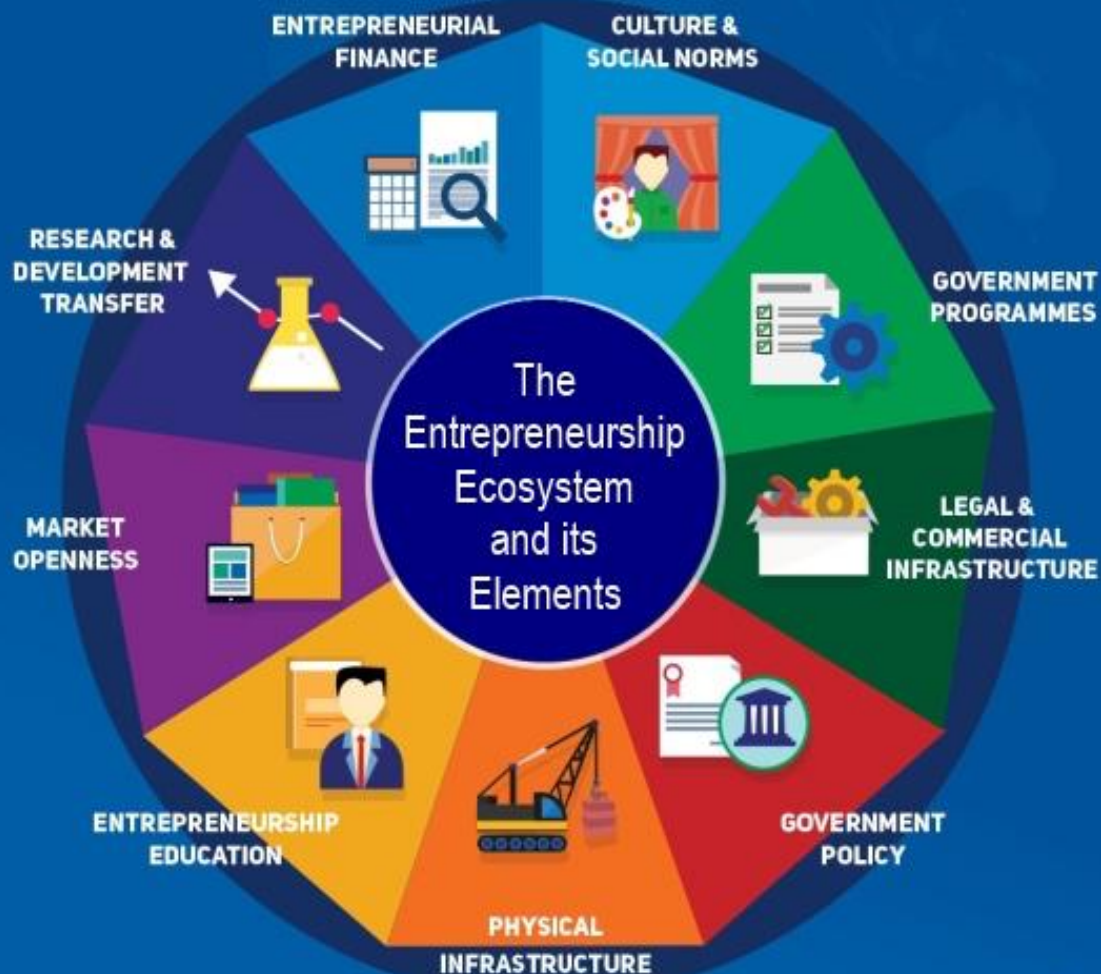 ENTREPRENEURIAL
FINANCE
CULTURE &
SOCIAL NORMS
GOVERNMENT
PROGRAMMES
LEGAL &
COMMERCIAL
INFRASTRUCTURE
GOVERNMENT
POLICY
PHYSICAL
INFRASTRUCTURE
ENTREPRENEURSHIP
EDUCATION
MARKET
OPENNESS
RESEARCH &
DEVELOPMENT
TRANSFER
The
Entrepreneurship
Ecosystem
and its
Elements